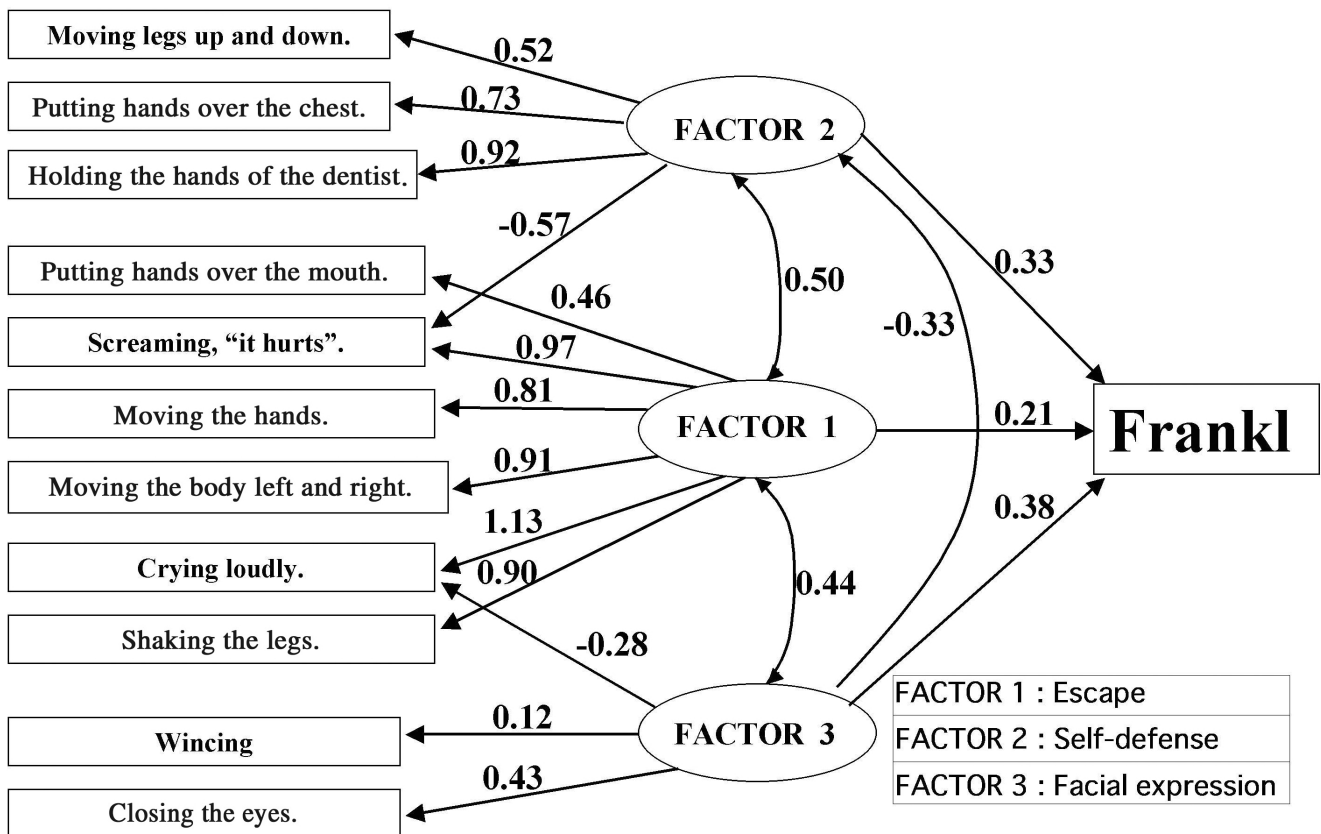 Moving legs up and down.
0.52
Putting hands over the chest.
0.73
FACTOR 2
Holding the hands of the dentist.
0.92
-0.57
0.33
Putting hands over the mouth.
0.46
0.50
-0.33
Screaming, “it hurts”.
0.97
Moving the hands.
0.81
FACTOR 1
0.21
Frankl
Moving the body left and right.
0.91
0.38
1.13
Crying loudly.
0.90
0.44
Shaking the legs.
-0.28
FACTOR 1 : Escape
Wincing
0.12
FACTOR 3
FACTOR 2 : Self-defense
0.43
FACTOR 3 : Facial expression
Closing the eyes.